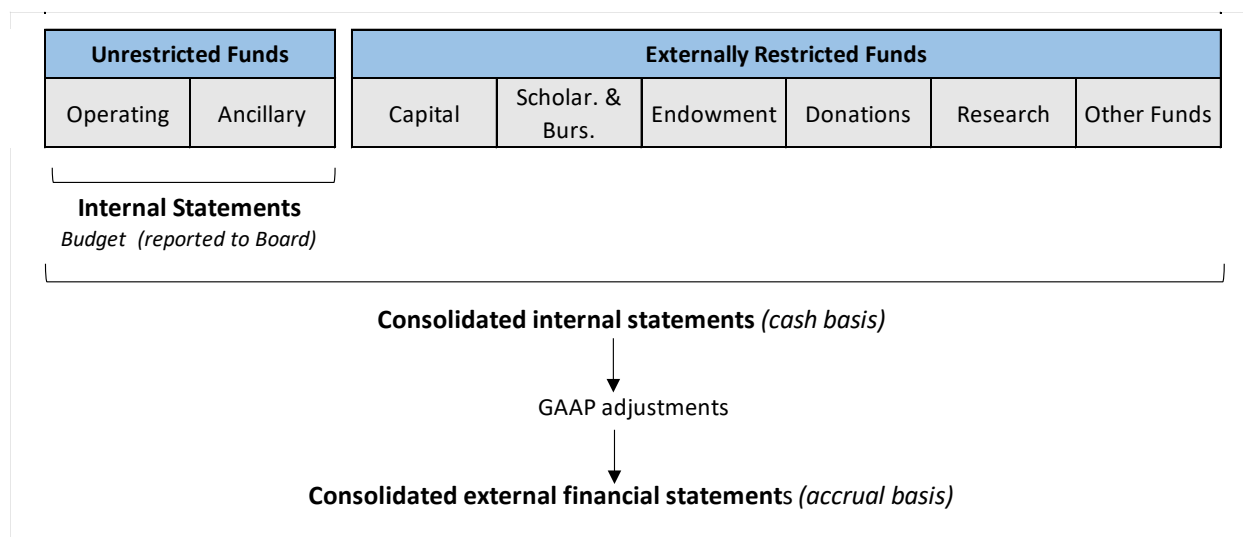 Unrestricted Funds
Externally Restricted Funds
Operating
Ancillary
Capital
Scholar. &
Burs.
Endowment
Donations
Research
Other Funds
Internal Statements
Budget (reported to Board)
Consolidated internal statements (cash basis)
GAAP adjustments
Consolidated external financial statements (accrual basis)